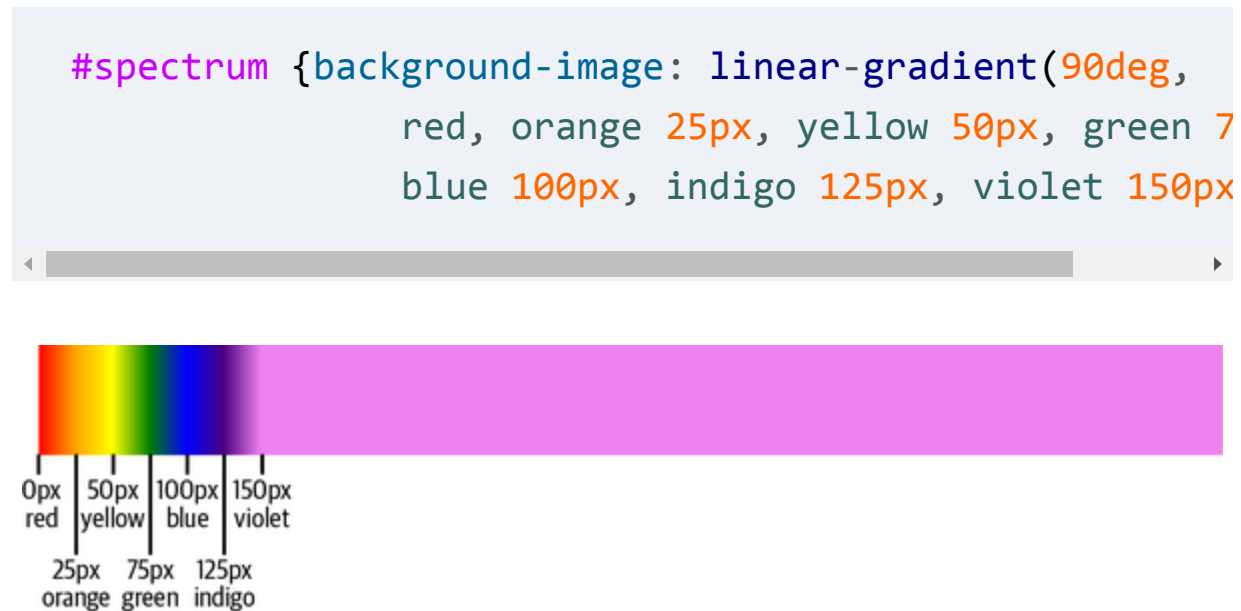 #spectrum {background-image: linear-gradient(90deg,
red, orange 25px, yellow 50px, green 7
blue 100px, indigo 125px, violet 150px
0px 50px 100px 150px
red yellow blue violet
25px 75px 125px
orange green indigo